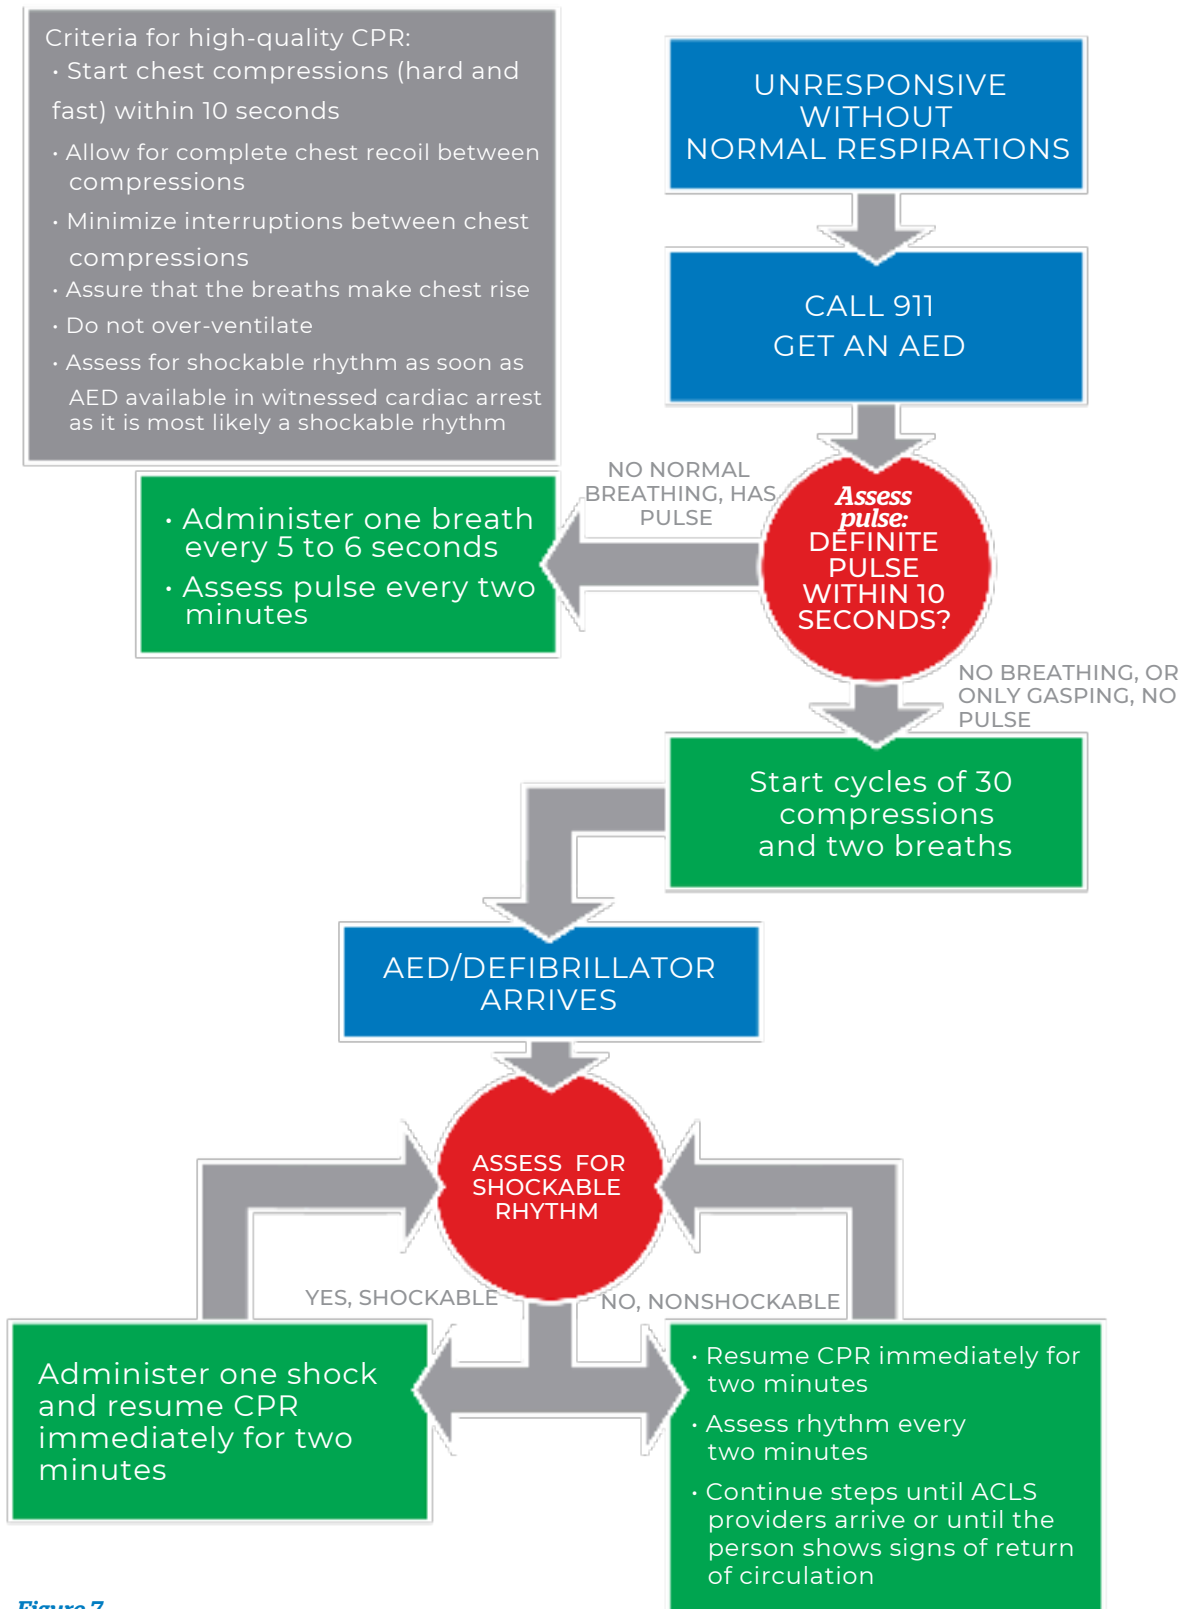 Criteria for high-quality CPR:
• Start chest compressions (hard and
fast) within 10 seconds
• Allow for complete chest recoil between
compressions
• Minimize interruptions between chest
compressions
• Assure that the breaths make chest rise
• Do not over-ventilate
• Assess for shockable rhythm as soon as
AED available in witnessed cardiac arrest
as it is most likely a shockable rhythm
UNRESPONSIVE
WITHOUT
NORMAL RESPIRATIONS
CALL 911
GET AN AED
NO NORMAL
BREATHING, HAS
PULSE
Assess
pulse:
DEFINITE
PULSE
WITHIN 10
SECONDS?
• Administer one breath
every 5 to 6 seconds
• Assess pulse every two
minutes
NO BREATHING, OR
ONLY GASPING, NO
PULSE
Start cycles of 30
compressions
and two breaths
AED/DEFIBRILLATOR
ARRIVES
ASSESS FOR
SHOCKABLE
RHYTHM
YES, SHOCKABLE
NO, NONSHOCKABLE
Administer one shock
and resume CPR
immediately for two
minutes
• Resume CPR immediately for
two minutes
• Assess rhythm every
two minutes
• Continue steps until ACLS
providers arrive or until the
person shows signs of return
of circulation
Figure 7